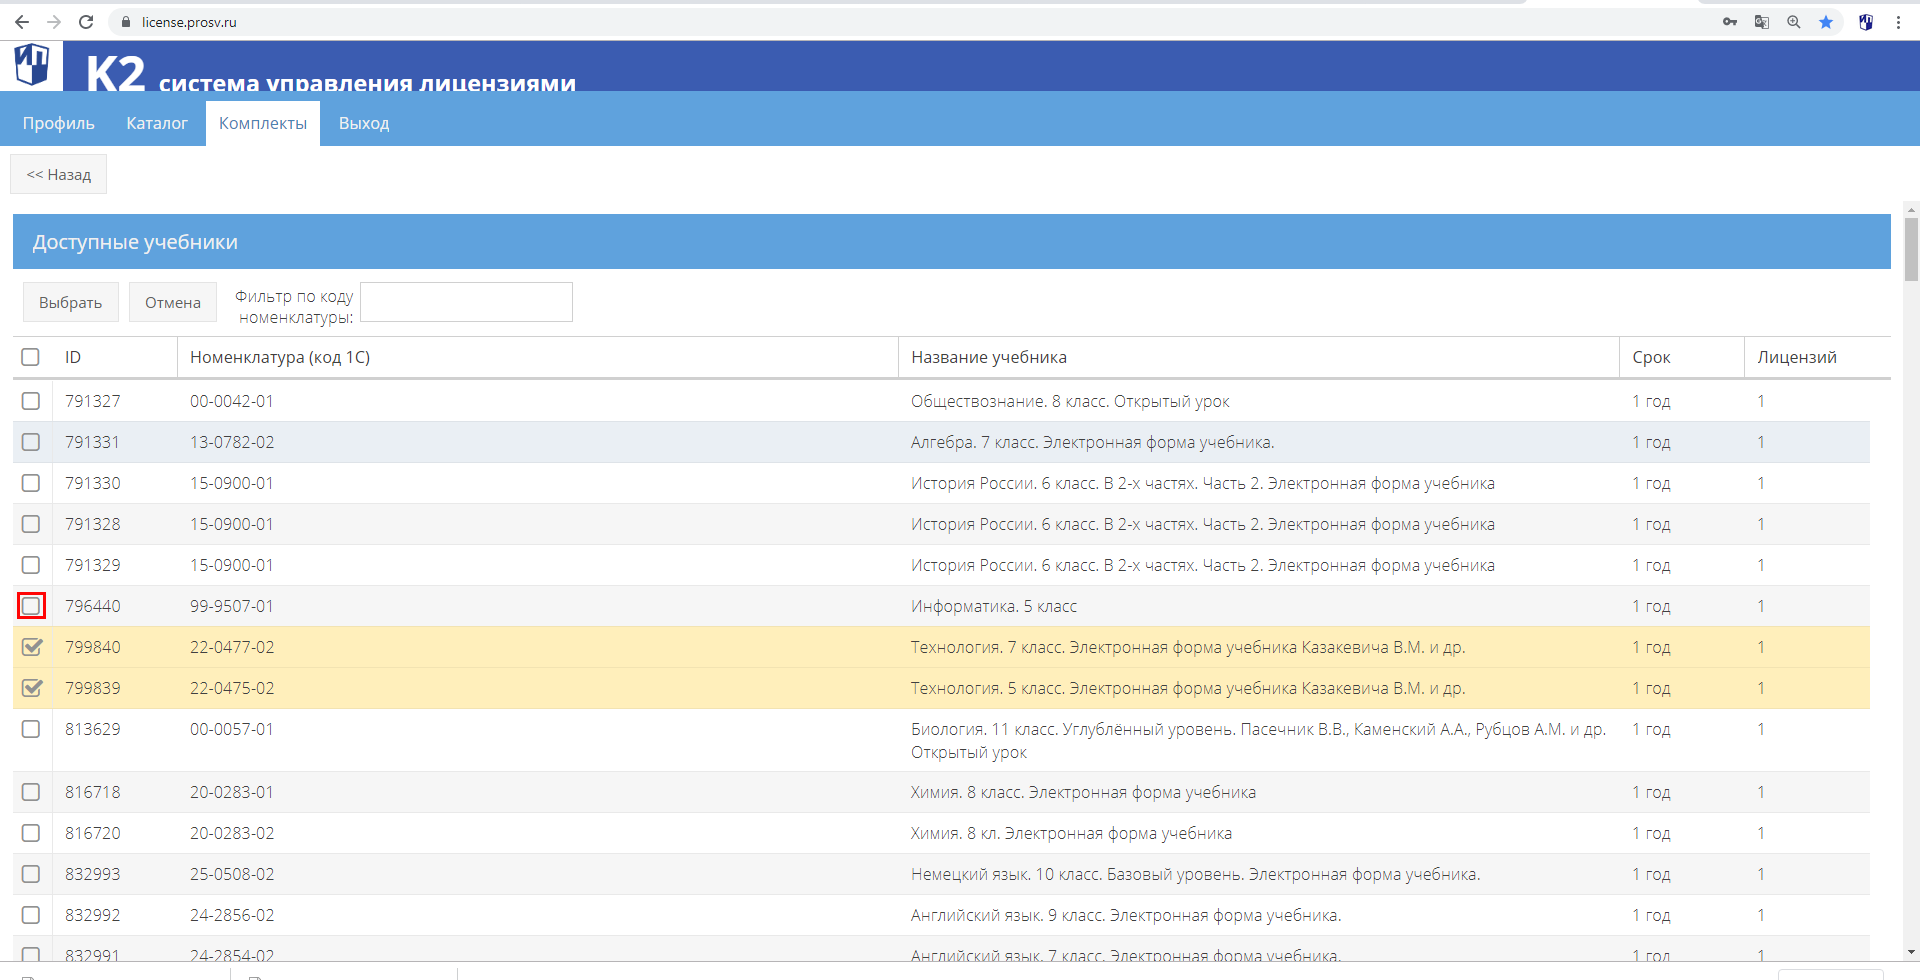 license.prosv.ru
ИП
K2 система управления лицензиями
Профиль Каталог Комплекты Выход
<< Назад
Доступные учебники
Выбрать Отмена Фильтр по коду
номенклатуры:
ID Номенклатура (код 1С) Название учебника Срок Лицензий
791327 00-0042-01 Обществознание. 8 класс. Открытый урок 1 год 1
791331 13-0782-02 Алгебра. 7 класс. Электронная форма учебника. 1 год 1
791330 15-0900-01 История России. 6 класс. В 2-х частях. Часть 2. Электронная форма учебника 1 год 1
791328 15-0900-01 История России. 6 класс. В 2-х частях. Часть 2. Электронная форма учебника 1 год 1
791329 15-0900-01 История России. 6 класс. В 2-х частях. Часть 2. Электронная форма учебника 1 год 1
796440 99-9507-01 Информатика. 5 класс 1 год 1
799840 22-0477-02 Технология. 7 класс. Электронная форма учебника Казакевича В.М. и др. 1 год 1
799839 22-0475-02 Технология. 5 класс. Электронная форма учебника Казакевича В.М. и др. 1 год 1
813629 00-0057-01 Биология. 11 класс. Углублённый уровень. Пасечник В.В., Каменский А.А., Рубцов А.М. и др. 1 год 1
Открытый урок
816718 20-0283-01 Химия. 8 класс. Электронная форма учебника 1 год 1
816720 20-0283-02 Химия. 8 кл. Электронная форма учебника 1 год 1
832993 25-0508-02 Немецкий язык. 10 класс. Базовый уровень. Электронная форма учебника. 1 год 1
832992 24-2856-02 Английский язык. 9 класс. Электронная форма учебника. 1 год 1
832991 24-2854-02 Английский язык. 7 класс. Электронная форма учебника. 1 год 1